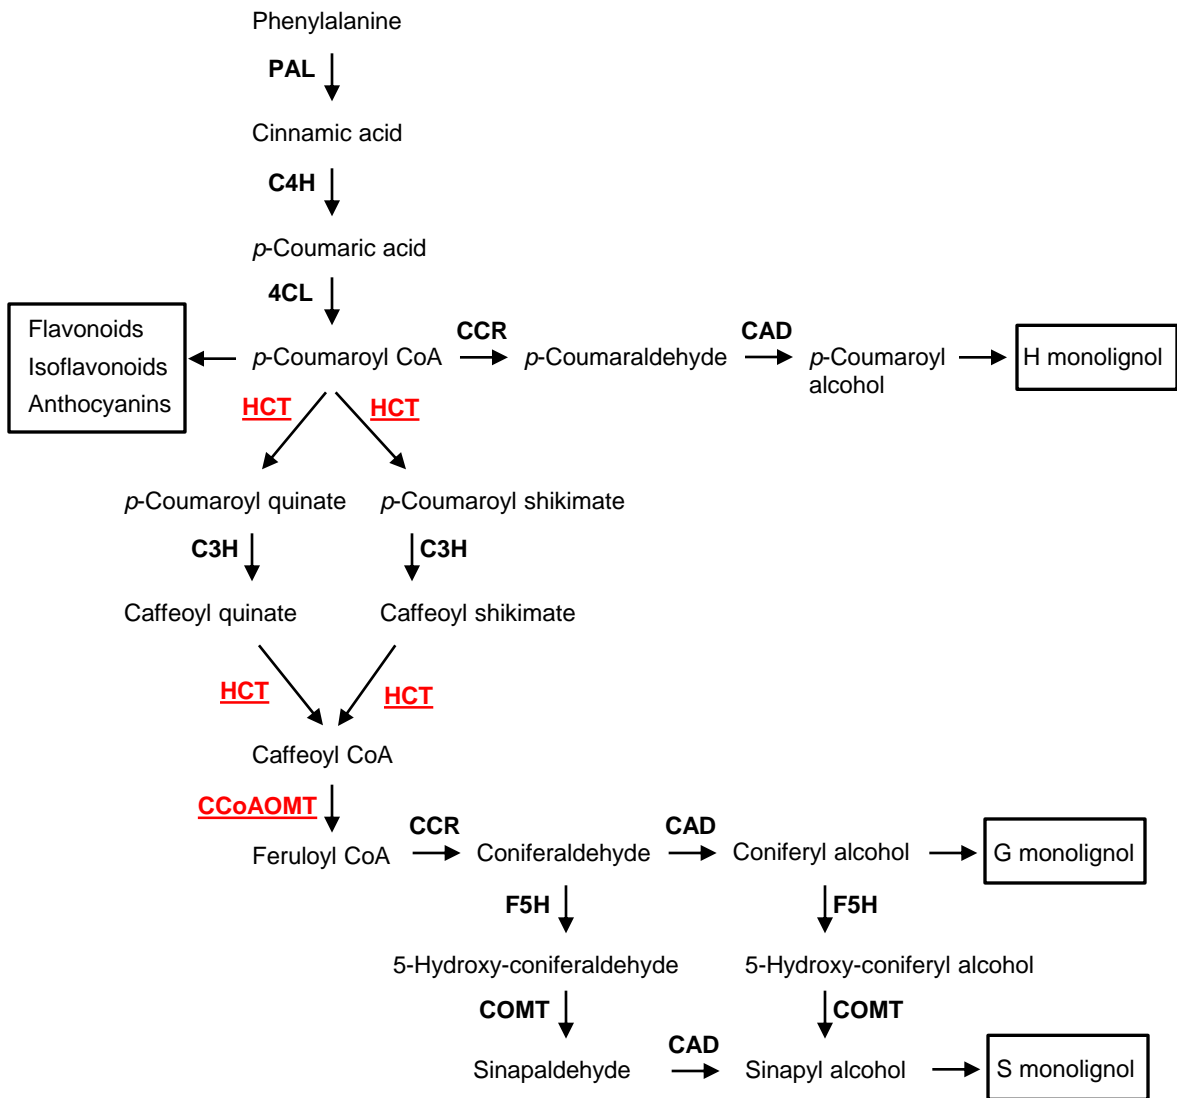 Phenylalanine
PAL
Cinnamic acid
C4H
p-Coumaric acid
4CL
Flavonoids
Isoflavonoids
Anthocyanins
p-Coumaroyl CoA
CCR
p-Coumaraldehyde
CAD
p-Coumaroyl
alcohol
H monolignol
HCT
HCT
p-Coumaroyl quinate
p-Coumaroyl shikimate
C3H
C3H
Caffeoyl quinate
Caffeoyl shikimate
HCT
HCT
Caffeoyl CoA
CCoAOMT
Feruloyl CoA
CCR
Coniferaldehyde
CAD
Coniferyl alcohol
G monolignol
F5H
F5H
5-Hydroxy-coniferaldehyde
5-Hydroxy-coniferyl alcohol
COMT
COMT
Sinapaldehyde
CAD
Sinapyl alcohol
S monolignol